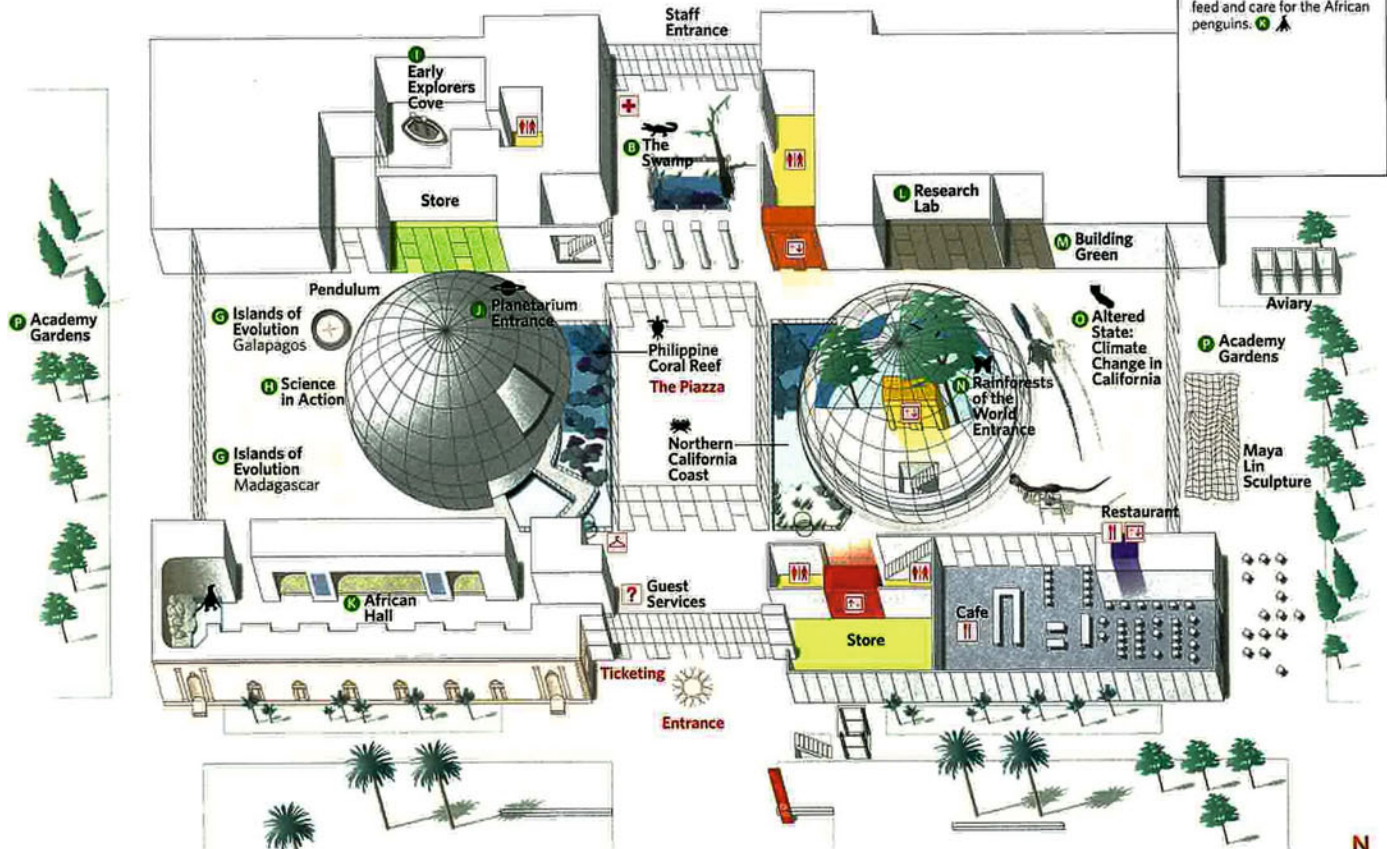 feed and care for the African
penguins. K
Staff
Entrance
I
Early
Explorers
Cove
B The
Swamp
Store
L Research
Lab
M Building
Green
Pendulum
J Planetarium
Entrance
G Islands of
Evolution
Galapagos
Aviary
P Academy
Gardens
Philippine
Coral Reef
The Piazza
O Altered
State:
Climate
Change in
California
P Academy
Gardens
H Science
in Action
N Rainforests
of the
World
Entrance
Northern
California
Coast
G Islands of
Evolution
Madagascar
Maya
Lin
Sculpture
Restaurant
? Guest
Services
K African
Hall
Cafe
Store
Ticketing
Entrance
N